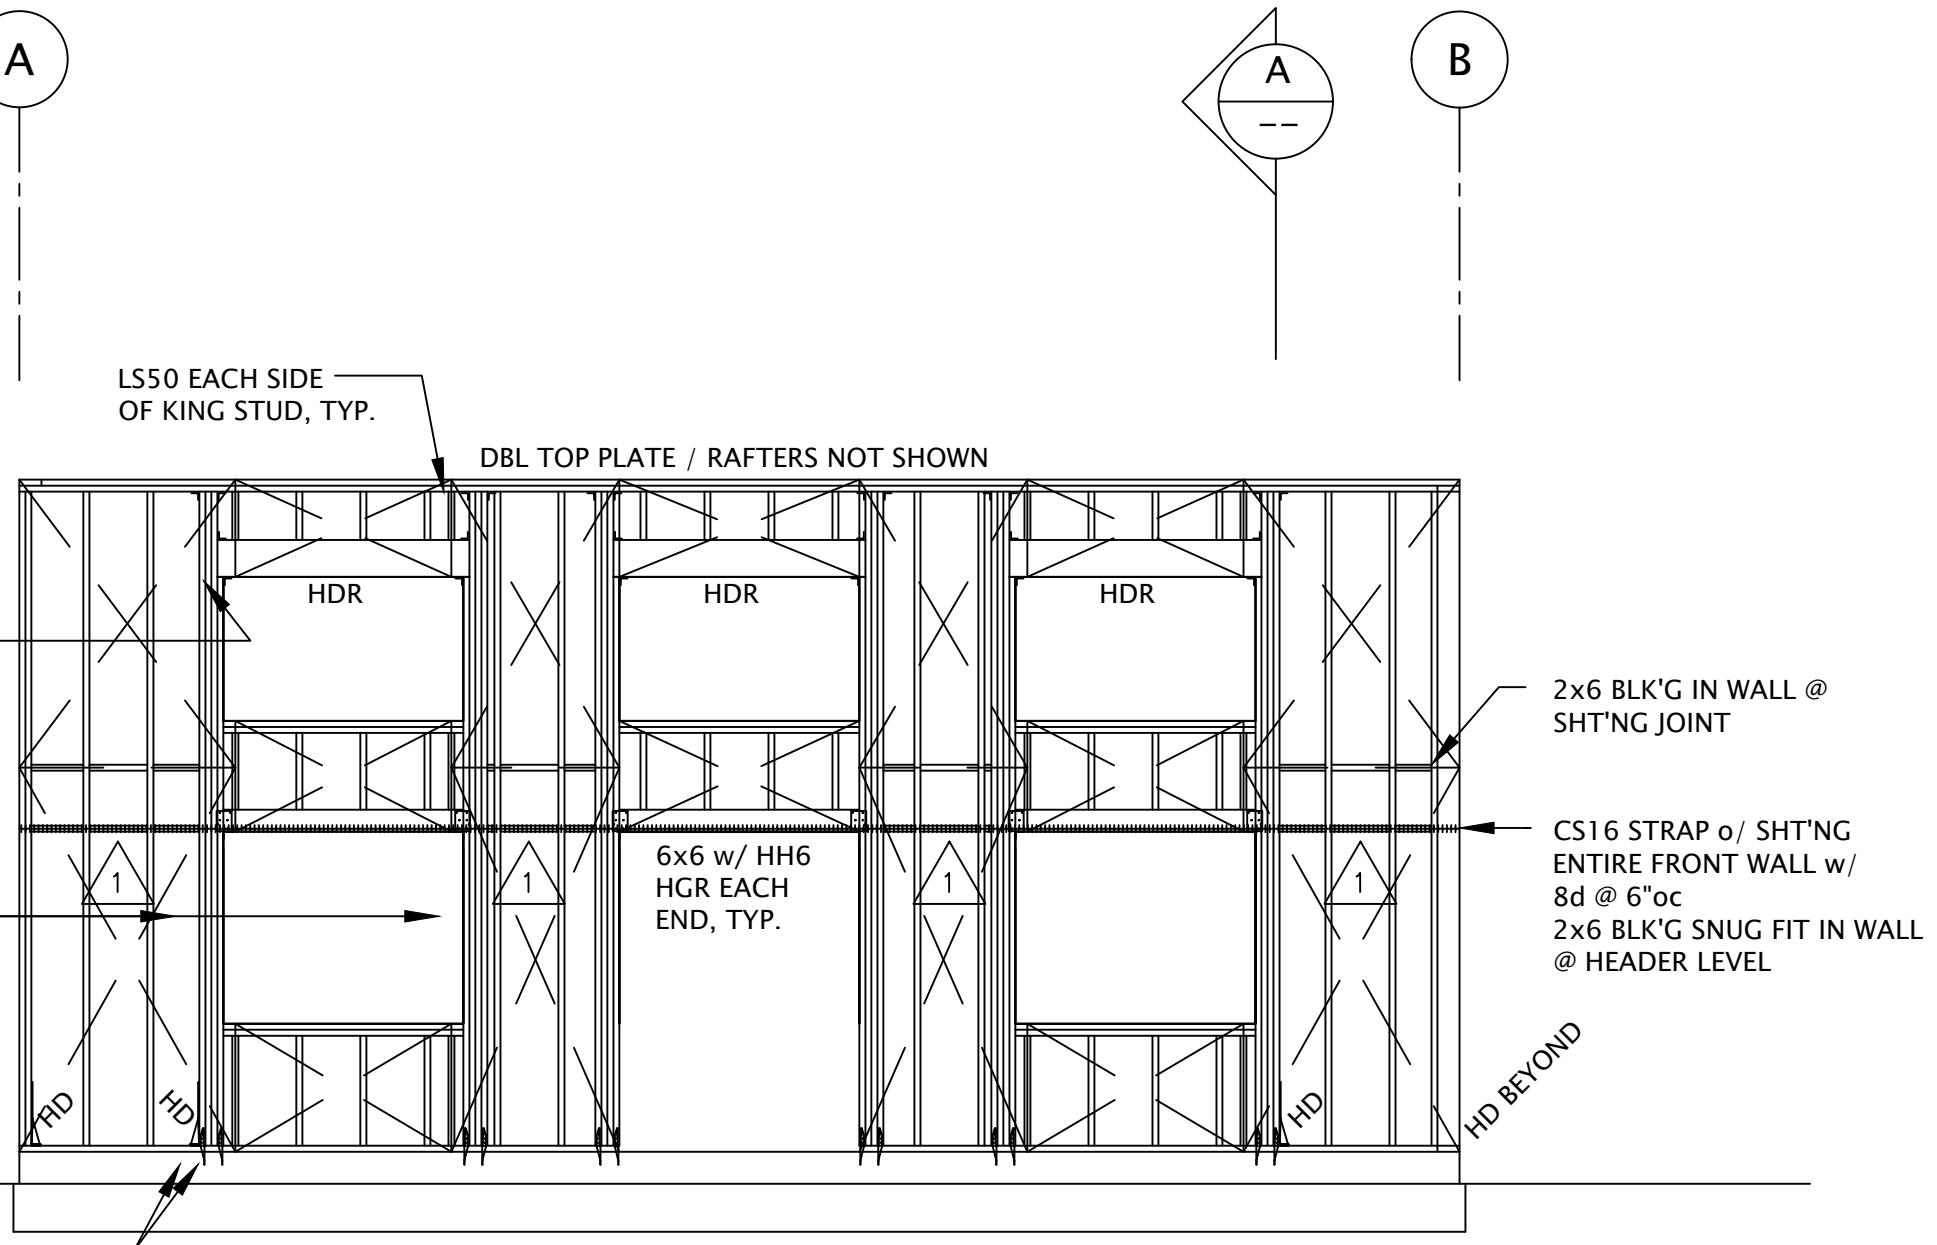 A
A
--
B
LS50 EACH SIDE
OF KING STUD, TYP.
DBL TOP PLATE / RAFTERS NOT SHOWN
HDR
HDR
HDR
2x6 BLK'G IN WALL @
SHT'NG JOINT
CS16 STRAP o/ SHT'NG
ENTIRE FRONT WALL w/
8d @ 6"oc
2x6 BLK'G SNUG FIT IN WALL
@ HEADER LEVEL
6x6 w/ HH6
HGR EACH
END, TYP.
1
1
1
1
HD
HD
HD
HD BEYOND